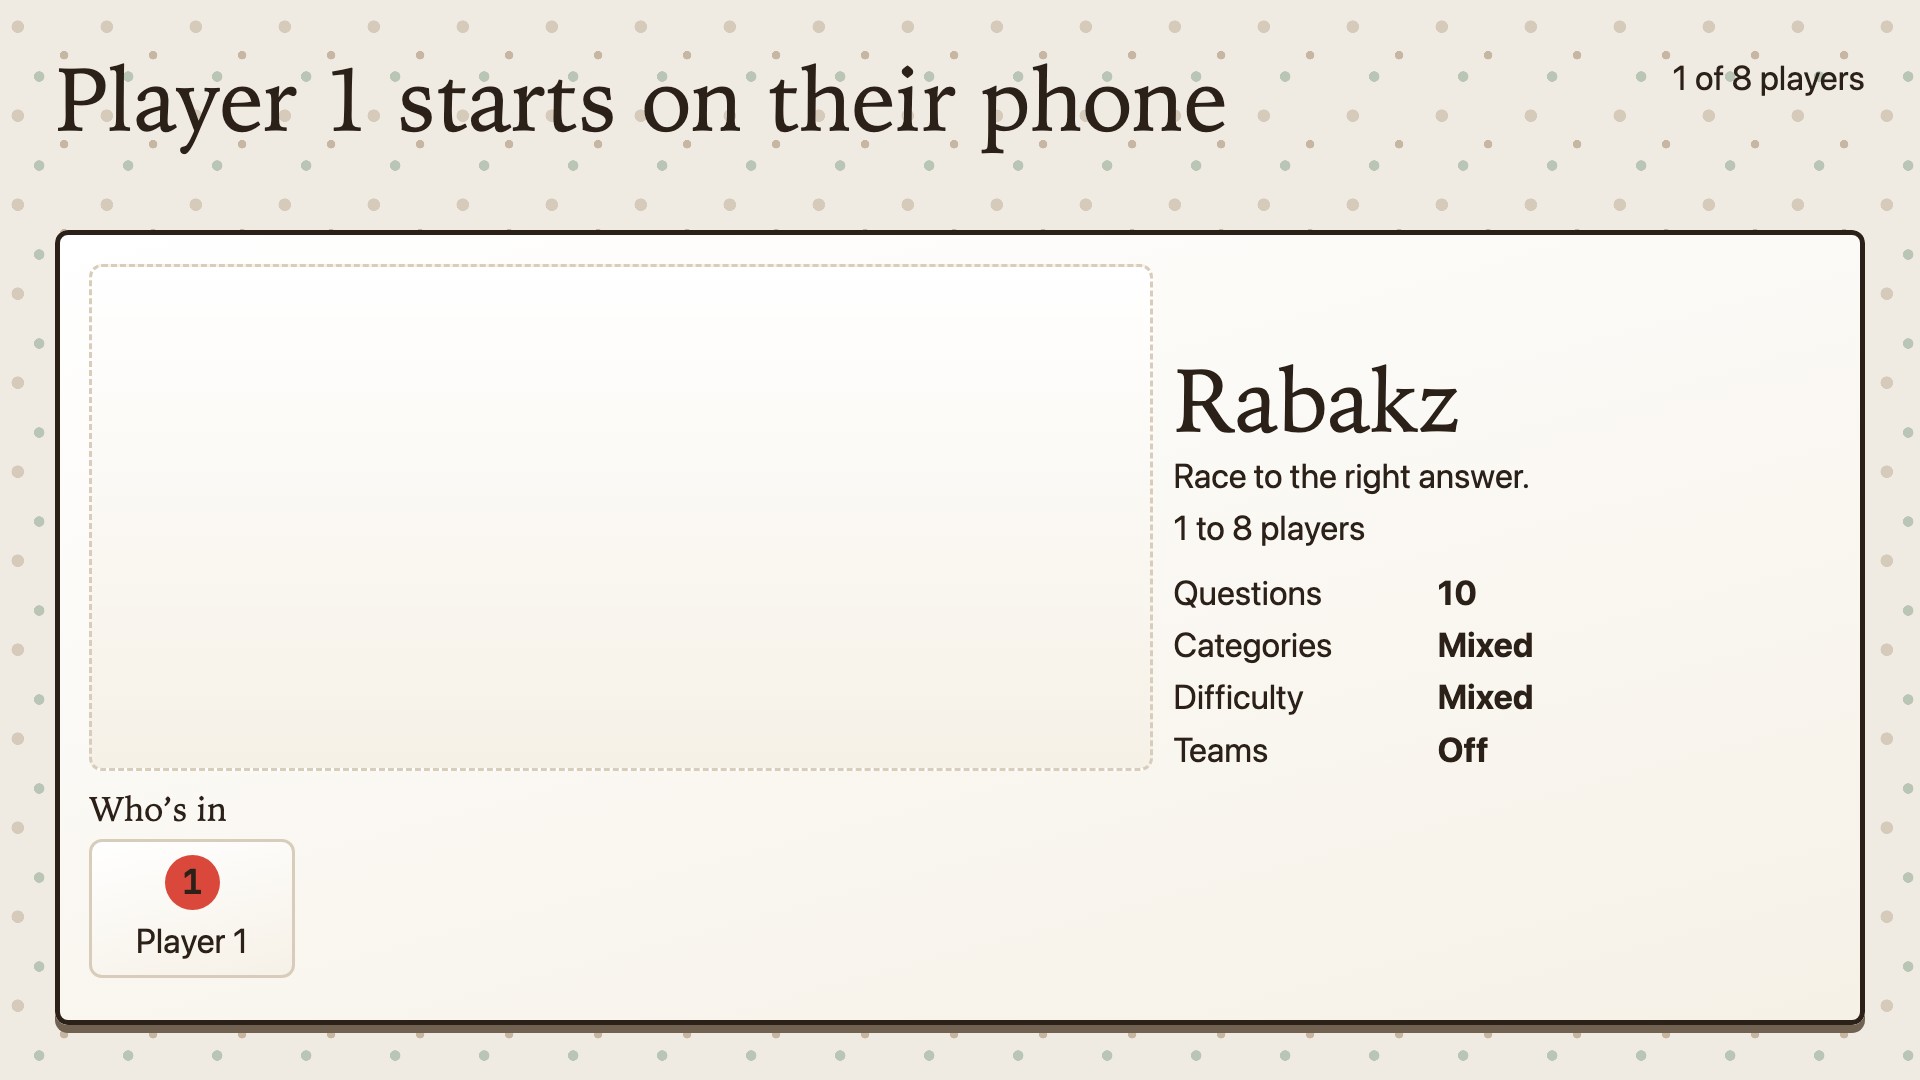 Player 1 starts on their phone
1 of 8 players
Rabakz
Race to the right answer.
1 to 8 players
Questions 10
Categories Mixed
Difficulty Mixed
Teams Off
Who’s in
1
Player 1